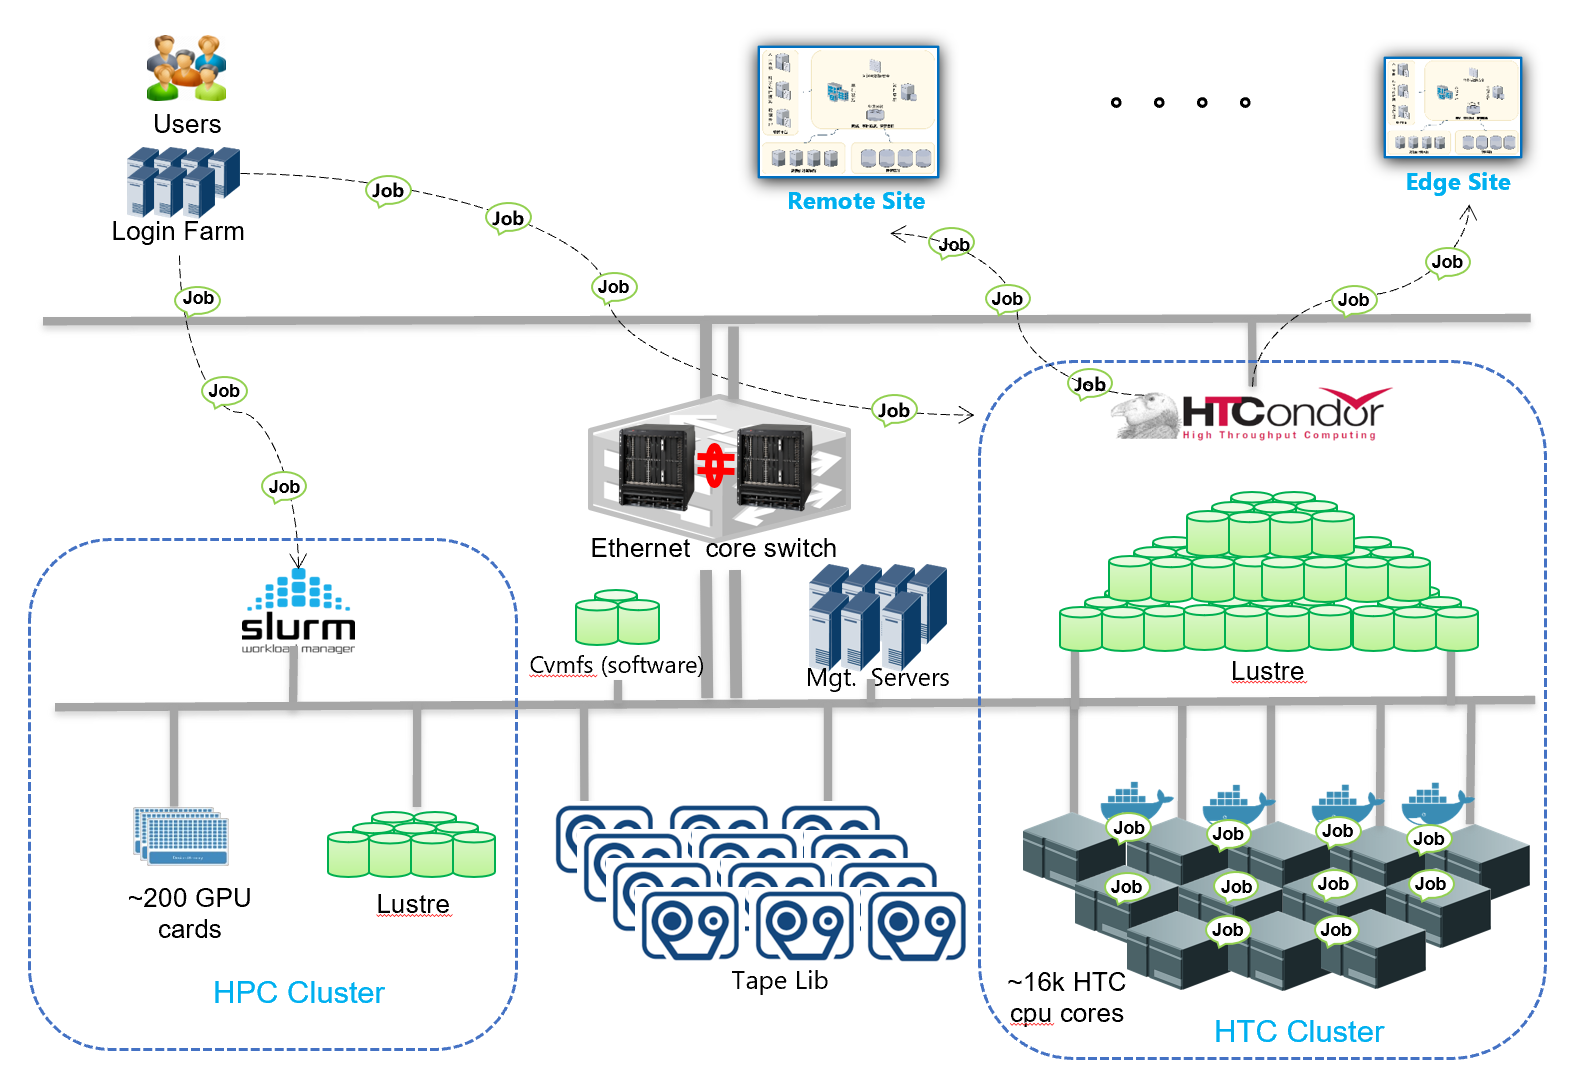 Users
Login Farm
Remote Site
Edge Site
Job
Job
Job
Job
Job
Job
Job
Job
Job
Job
Job
Job
Job
HTCondor
High Throughput Computing
Ethernet core switch
slurm
workload manager
Cvmfs (software)
Mgt. Servers
Lustre
~200 GPU
cards
Lustre
HPC Cluster
Tape Lib
Job
Job
Job
Job
Job
Job
Job
Job
Job
Job
~16k HTC
cpu cores
HTC Cluster